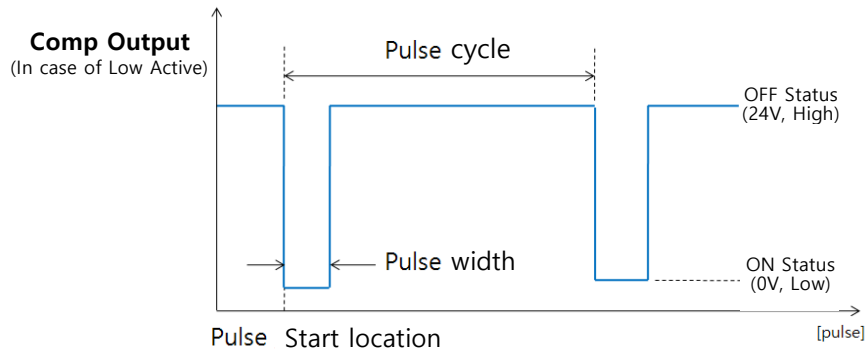 Comp Output
(In case of Low Active)
Pulse cycle
OFF Status
(24V, High)
Pulse width
ON Status
(0V, Low)
Pulse Start location
[pulse]